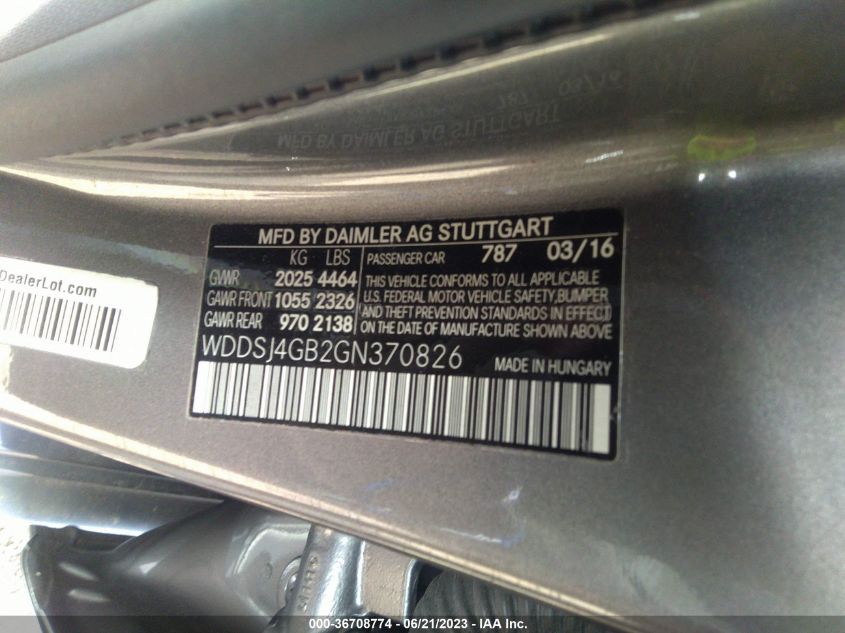 MFD BY DAIMLER AG STUTTGART
KG LBS PASSENGER CAR 787 03/16
GVWR 2025 4464
GAWR FRONT 1055 2326
GAWR REAR 970 2138
THIS VEHICLE CONFORMS TO ALL APPLICABLE
U.S. FEDERAL MOTOR VEHICLE SAFETY, BUMPER
AND THEFT PREVENTION STANDARDS IN EFFECT
ON THE DATE OF MANUFACTURE SHOWN ABOVE
WDDSJ4GB2GN370826 MADE IN HUNGARY
DealerLot.com
000-36708774 - 06/21/2023 - IAA Inc.